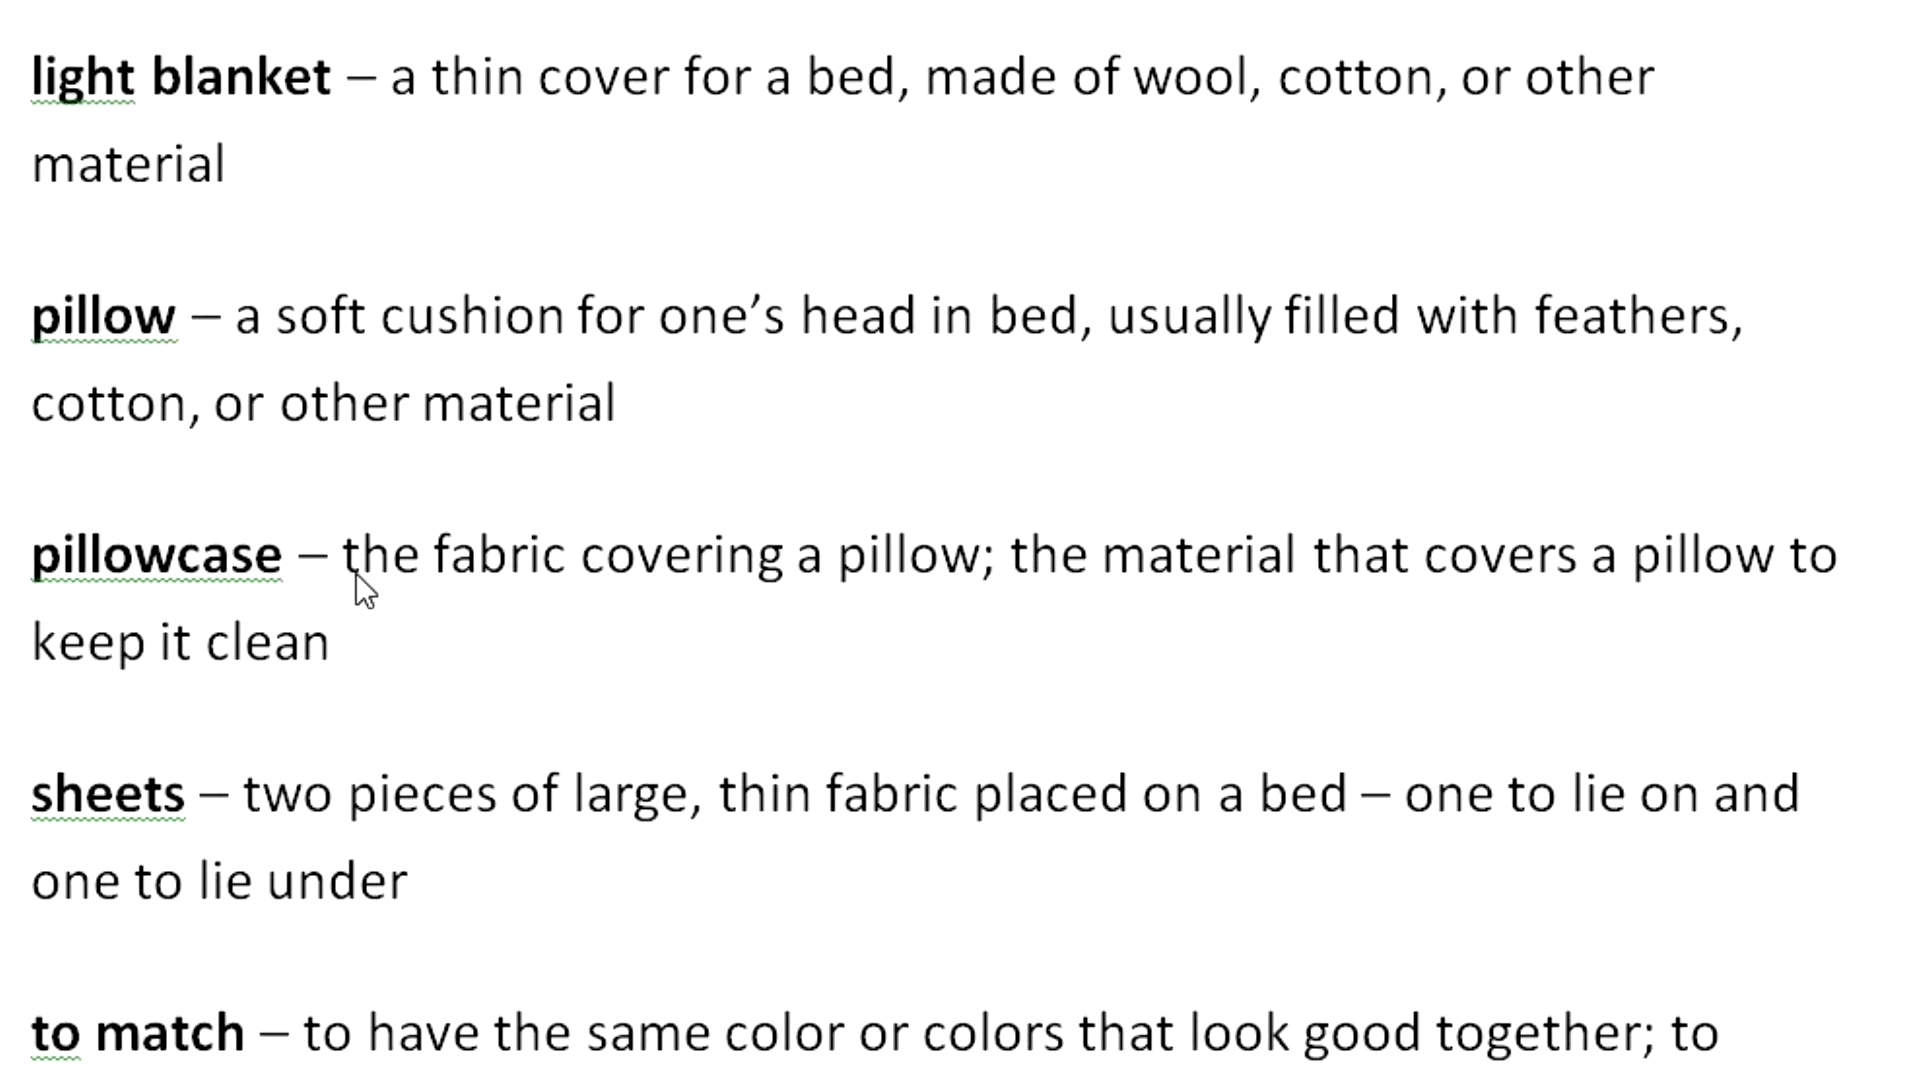 light blanket – a thin cover for a bed, made of wool, cotton, or other
material
pillow – a soft cushion for one’s head in bed, usually filled with feathers,
cotton, or other material
pillowcase – the fabric covering a pillow; the material that covers a pillow to
keep it clean
sheets – two pieces of large, thin fabric placed on a bed – one to lie on and
one to lie under
to match – to have the same color or colors that look good together; to